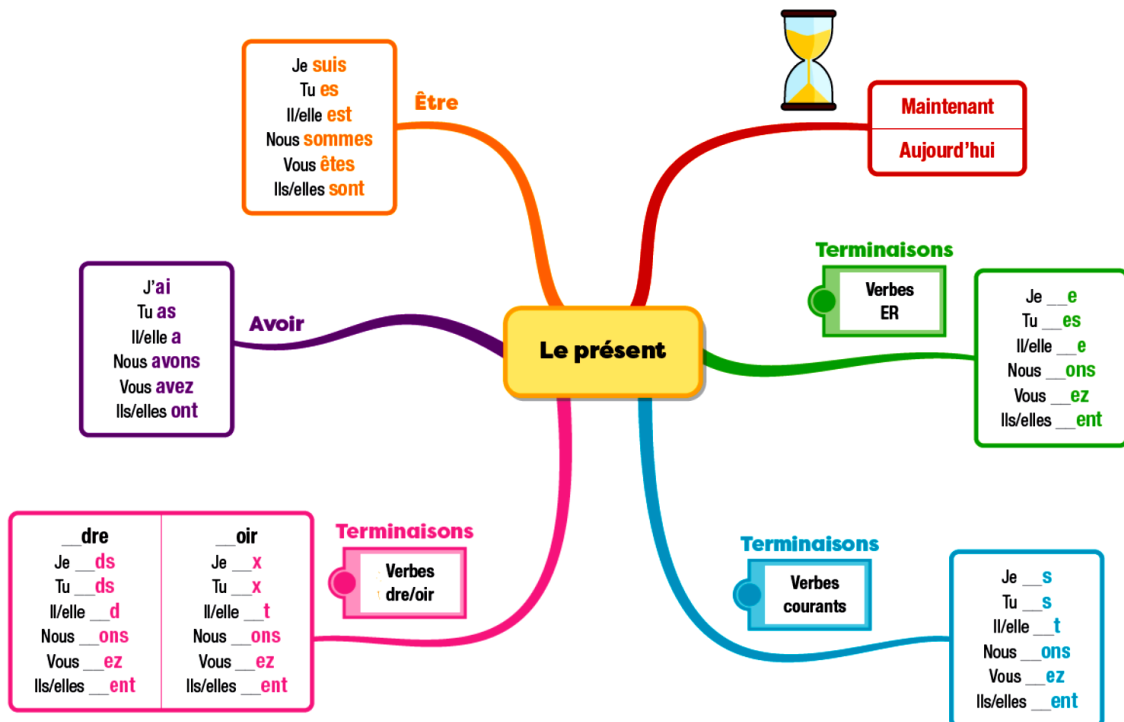 Le présent
Maintenant
Aujourd'hui
Être
Je suis
Tu es
Il/elle est
Nous sommes
Vous êtes
Ils/elles sont
Avoir
J'ai
Tu as
Il/elle a
Nous avons
Vous avez
Ils/elles ont
Terminaisons
Verbes
ER
Je __e
Tu __es
Il/elle __e
Nous __ons
Vous __ez
Ils/elles __ent
Terminaisons
Verbes
dre/oir
__dre
Je __ds
Tu __ds
Il/elle __d
Nous __ons
Vous __ez
Ils/elles __ent
__oir
Je __x
Tu __x
Il/elle __t
Nous __ons
Vous __ez
Ils/elles __ent
Terminaisons
Verbes
courants
Je __s
Tu __s
Il/elle __t
Nous __ons
Vous __ez
Ils/elles __ent